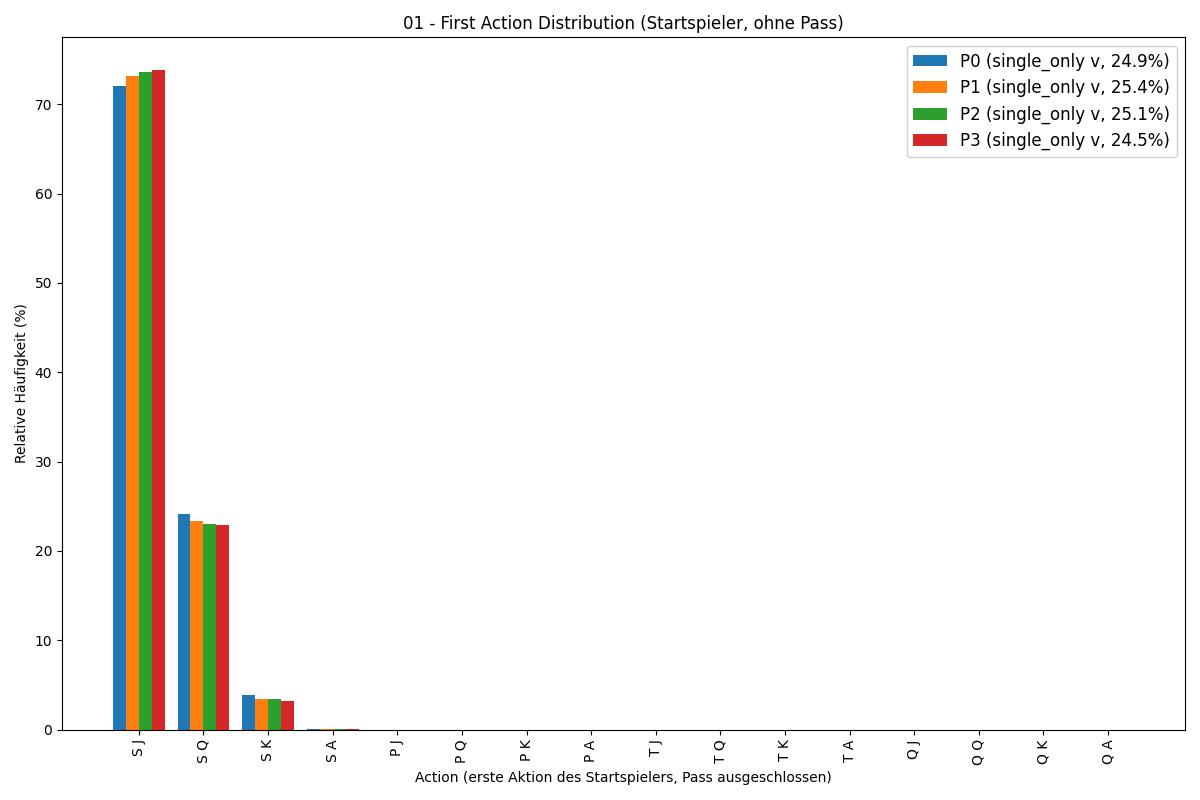 01 - First Action Distribution (Startspieler, ohne Pass)
P0 (single_only v, 24.9%)
P1 (single_only v, 25.4%)
P2 (single_only v, 25.1%)
P3 (single_only v, 24.5%)
Relative Häufigkeit (%)
70
60
50
40
30
20
10
0
S J
S Q
S K
S A
P J
P Q
P K
P A
T J
T Q
T K
T A
Q J
Q Q
Q K
Q A
Action (erste Aktion des Startspielers, Pass ausgeschlossen)